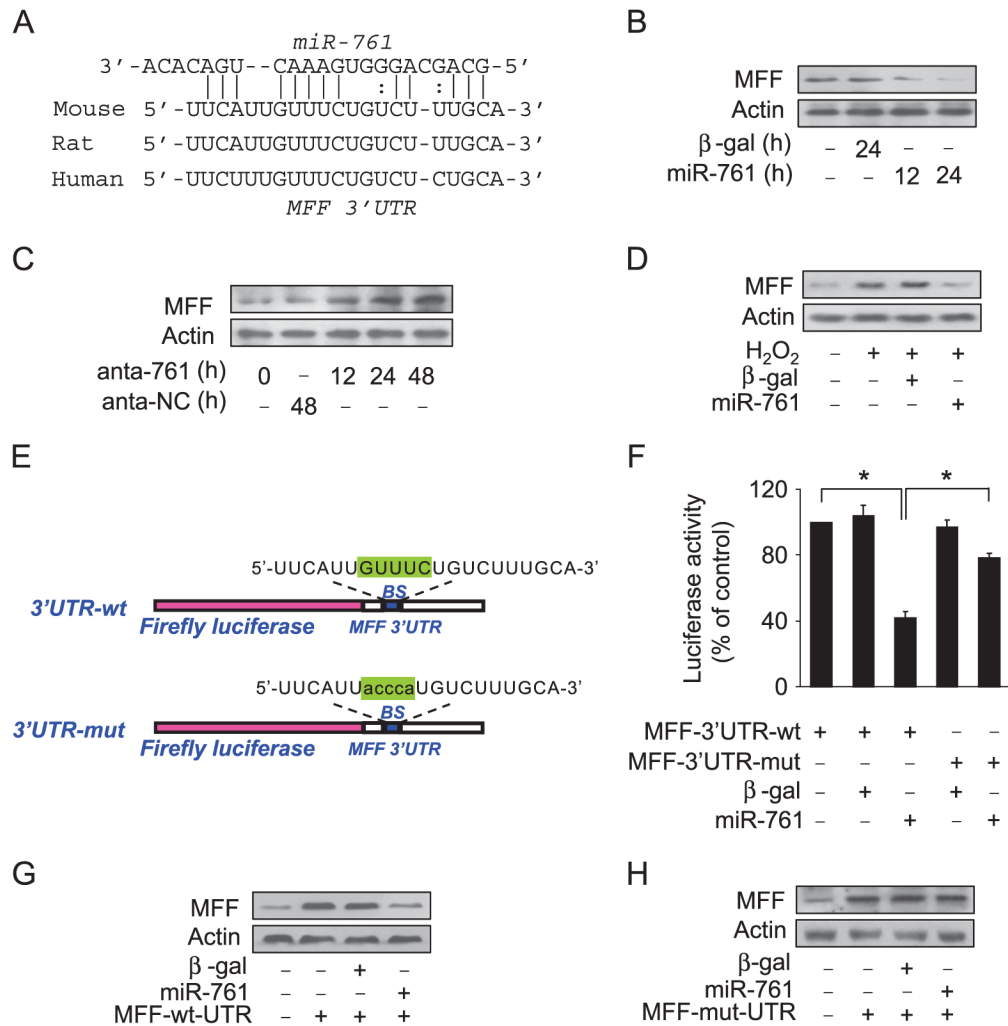 A
miR-761
3'-ACACAGU--CAAAGUGGGACGACG-5'
Mouse 5'-UUCAUUGUUUCUGUCU-UUGCA-3'
Rat 5'-UUCAUUGUUUCUGUCU-UUGCA-3'
Human 5'-UUCUUUGUUUCUGUCU-CUGCA-3'
MFF 3'UTR
B
MFF
Actin
β-gal (h) – 24 – –
miR-761 (h) – – 12 24
C
MFF
Actin
anta-761 (h) 0 – 12 24 48
anta-NC (h) – 48 – – –
D
MFF
Actin
H₂O₂ – + + +
β-gal – – + –
miR-761 – – – +
E
5'-UUCAUUGUUUCUGUCUUUGCA-3'
BS
3'UTR-wt
Firefly luciferase MFF 3'UTR
5'-UUCAUUacccaUGUCUUUGCA-3'
BS
3'UTR-mut
Firefly luciferase MFF 3'UTR
F
Luciferase activity
(% of control)
120
80
40
0
* *
MFF-3'UTR-wt + + + – –
MFF-3'UTR-mut – – – + +
β-gal – + – + –
miR-761 – – + – +
G
MFF
Actin
β-gal – – + –
miR-761 – – – +
MFF-wt-UTR – + + +
H
MFF
Actin
β-gal – – + –
miR-761 – – – +
MFF-mut-UTR – + + +